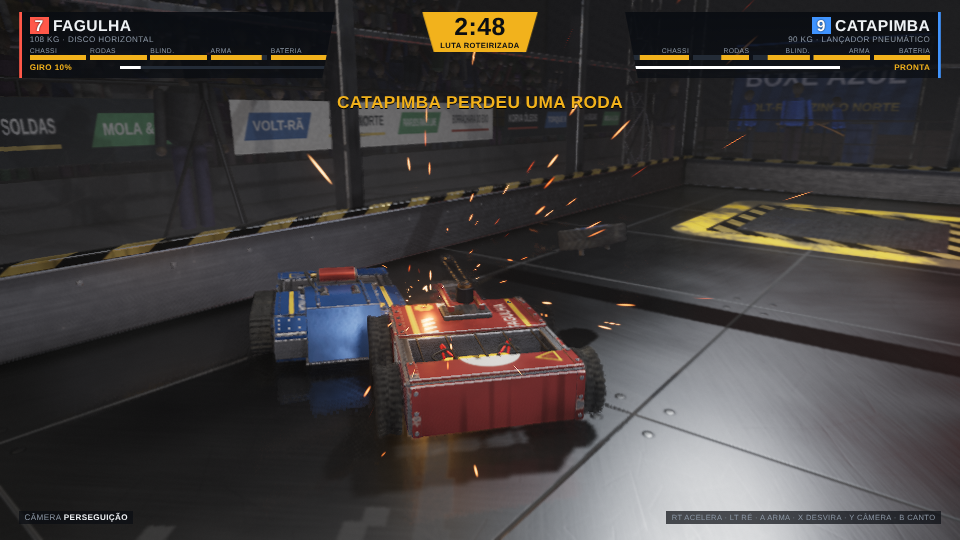 7 FAGULHA
108 KG · DISCO HORIZONTAL
CHASSI RODAS BLIND. ARMA BATERIA
GIRO 10%
2:48
LUTA ROTEIRIZADA
9 CATAPIMBA
90 KG · LANÇADOR PNEUMÁTICO
CHASSI RODAS BLIND. ARMA BATERIA
PRONTA
CATAPIMBA PERDEU UMA RODA
SOLDAS
MOLA &
VOLT-RÃ
NORTE
BOXE AZUL
NORTE
CÂMERA PERSEGUIÇÃO
RT ACELERA · LT RÉ · A ARMA · X DESVIRA · Y CÂMERA · B CANTO